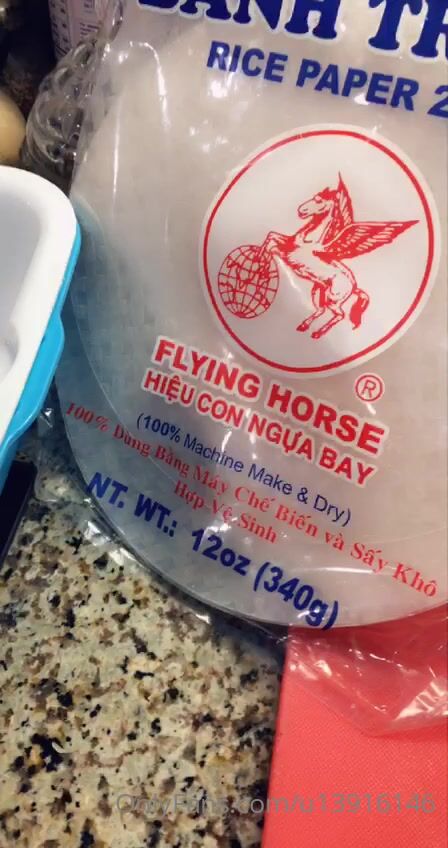 BÁNH TR
RICE PAPER 2
FLYING HORSE
®
HIỆU CON NGỰA BAY
(100% Machine Make & Dry)
100% Dùng Bằng Máy Chế Biến và Sấy Khô
Hợp Vệ Sinh
NT. WT.: 12oz (340g)
OnlyFans.com/u13916146